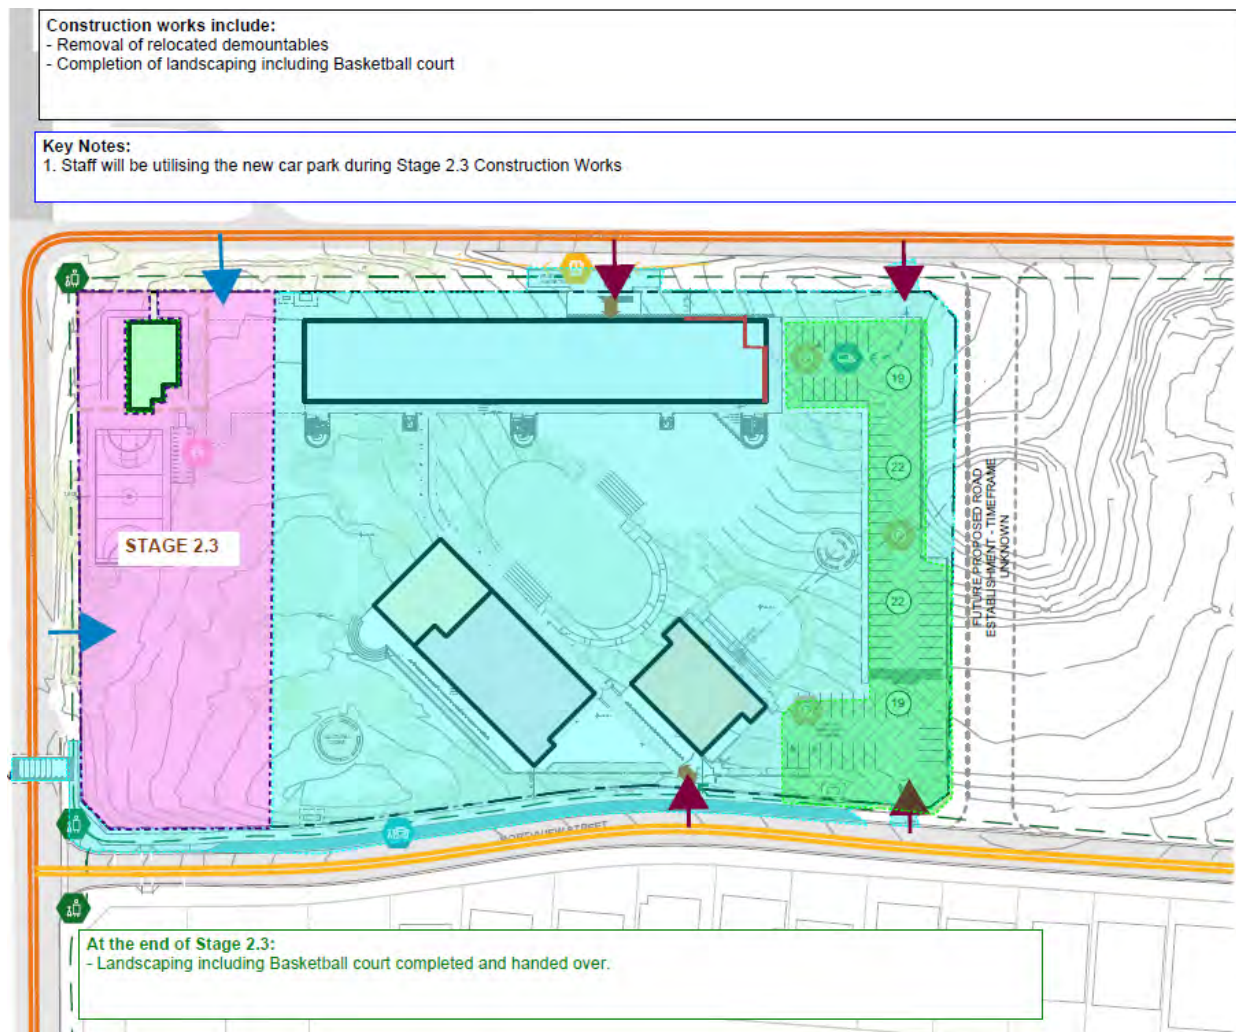 Construction works include:
- Removal of relocated demountables
- Completion of landscaping including Basketball court
Key Notes:
1. Staff will be utilising the new car park during Stage 2.3 Construction Works
19
22
FUTURE PROPOSED ROAD
ESTABLISHMENT - TIMEFRAME
UNKNOWN
STAGE 2.3
22
19
STREET
At the end of Stage 2.3:
- Landscaping including Basketball court completed and handed over.